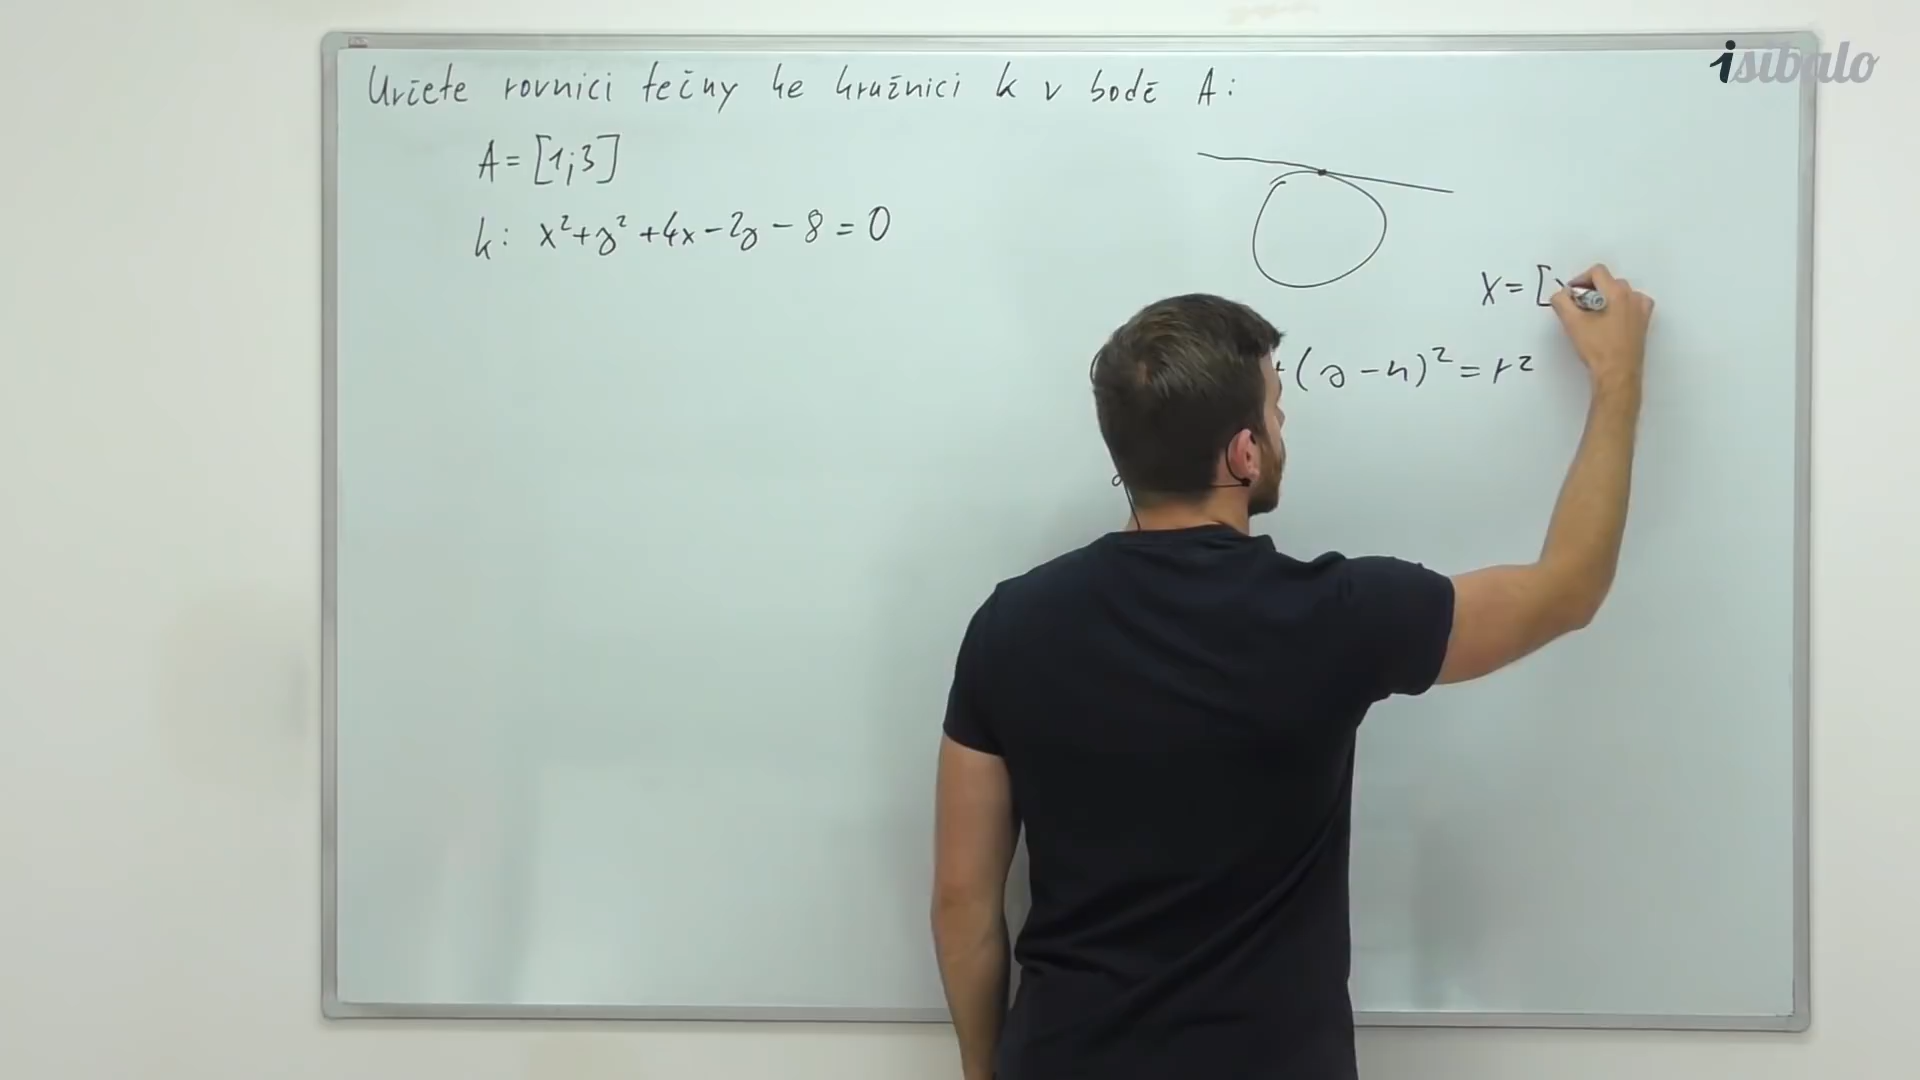 isibalo
Určete rovnici tečny ke kružnici k v bodě A:
A = [1;3]
k: x²+y²+4x-2y-8=0
X = [
(y-n)²=r²